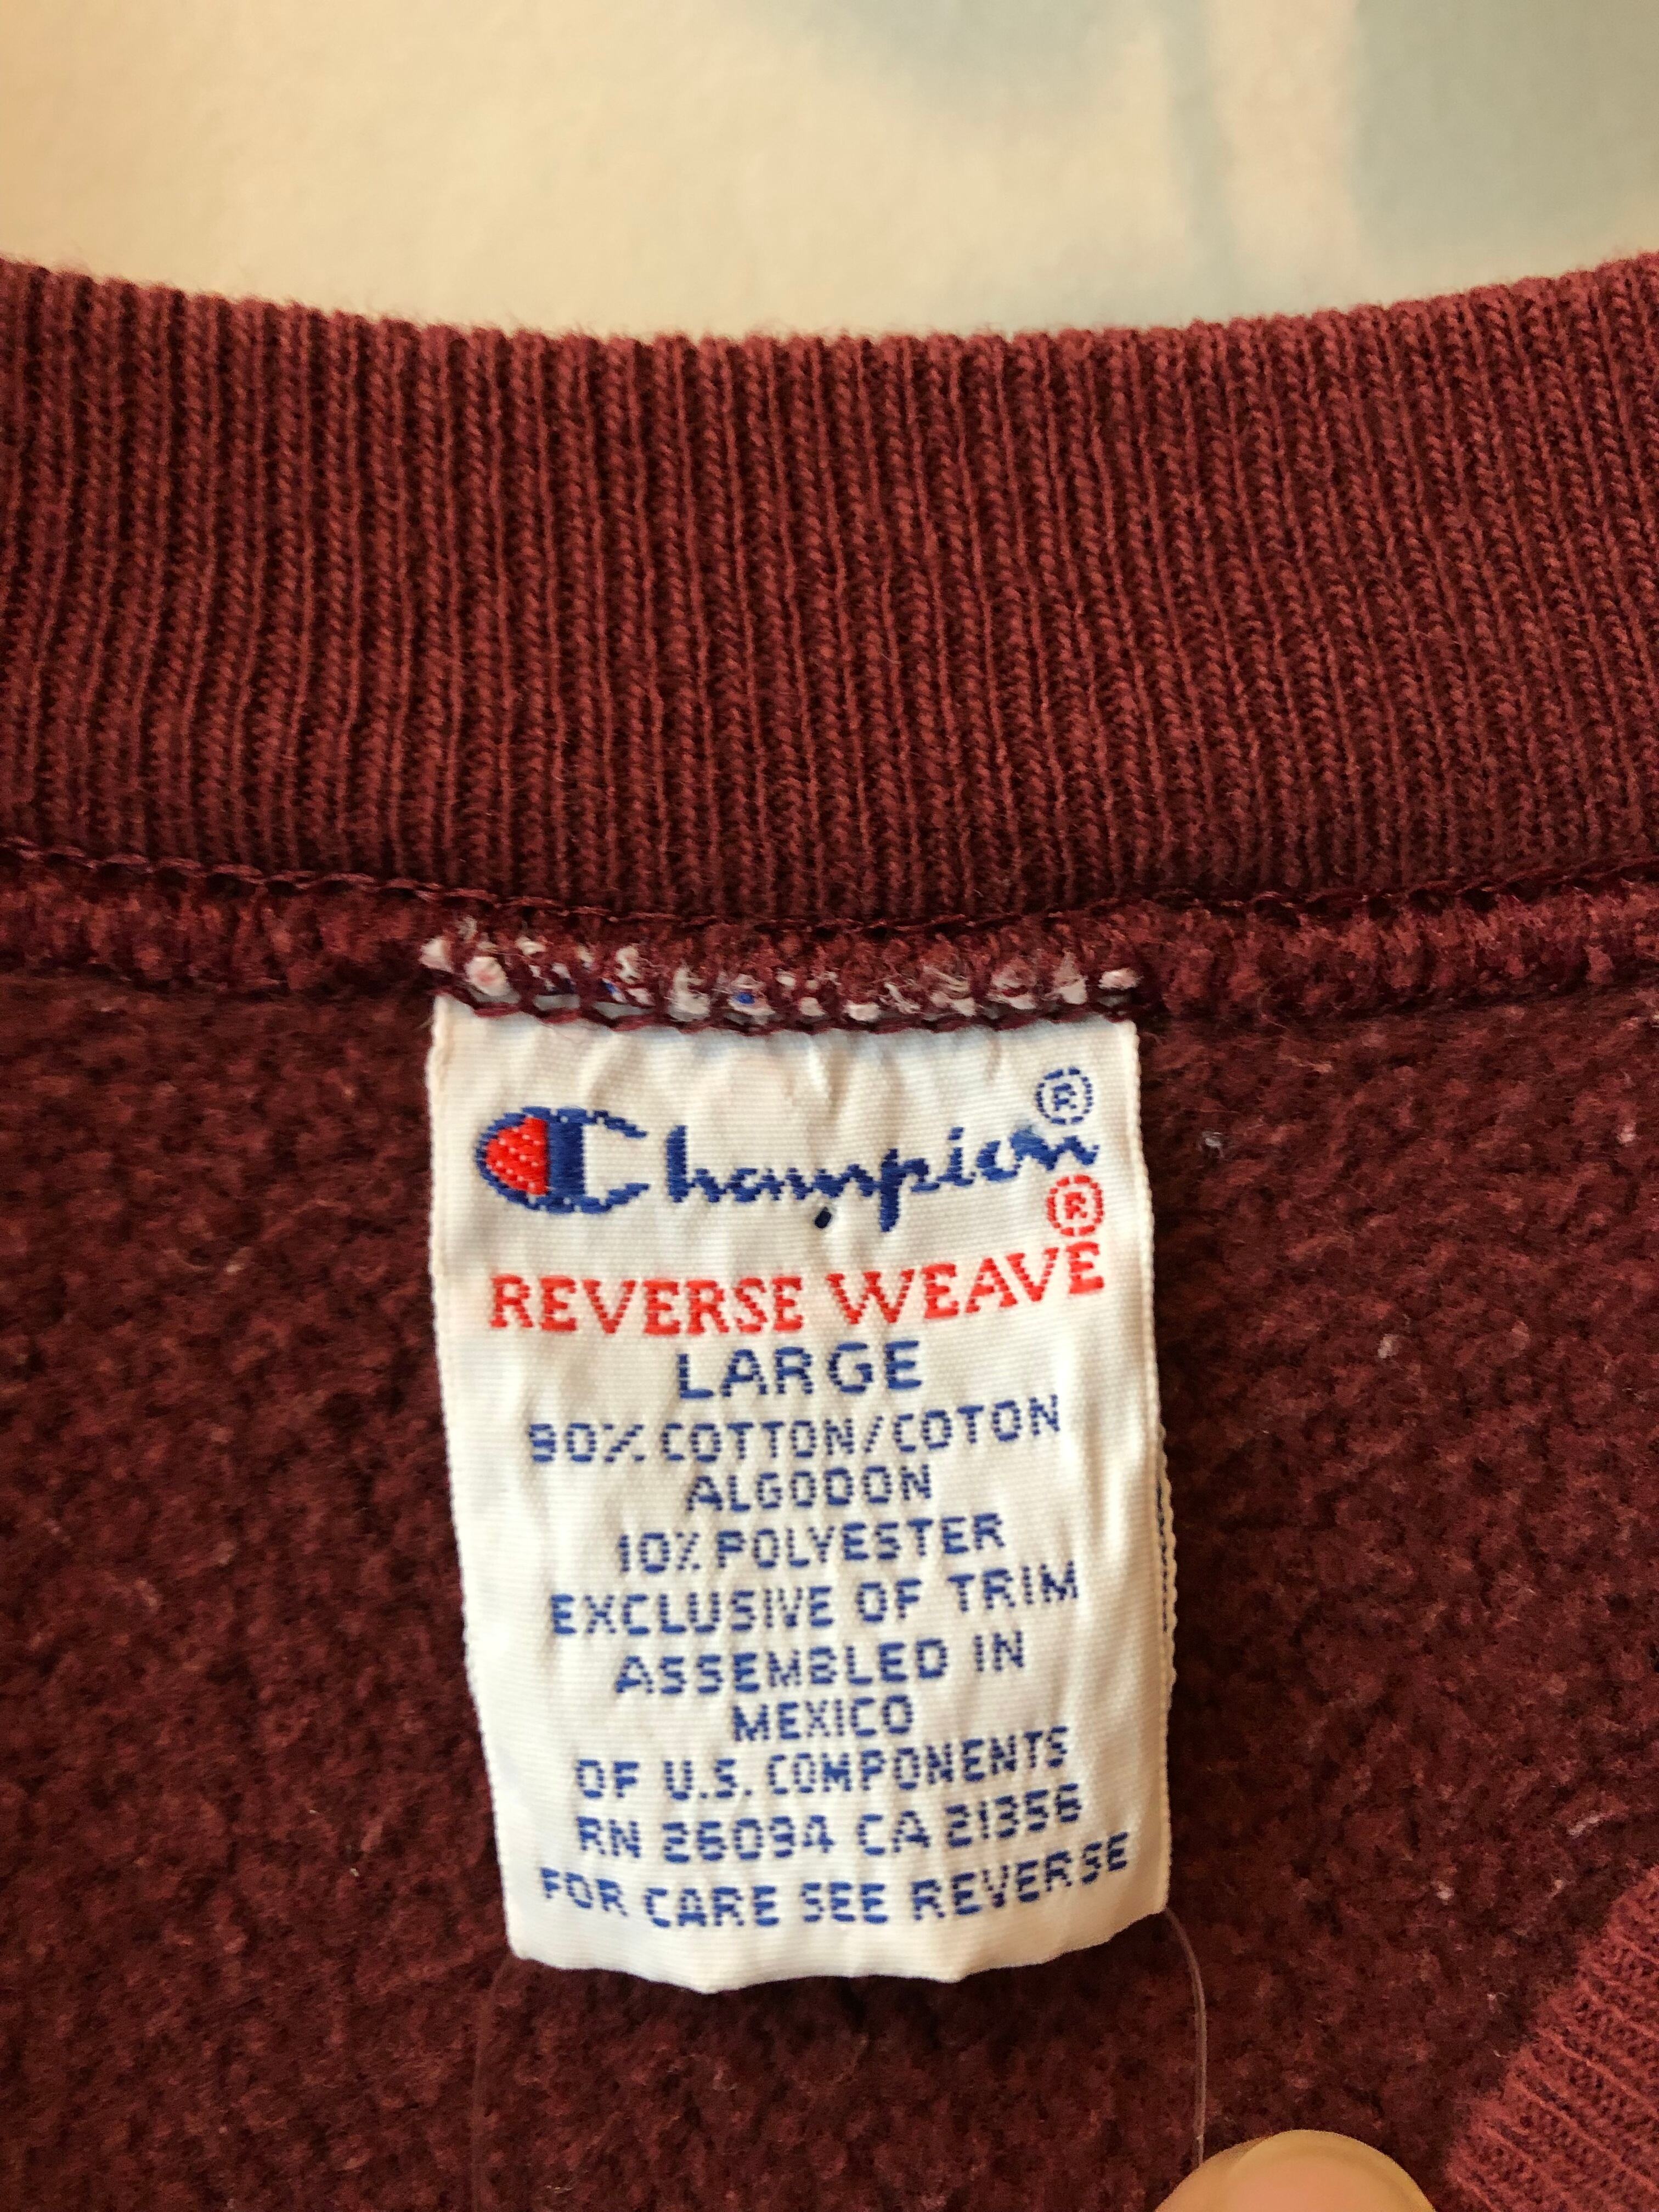 Champion®
®
REVERSE WEAVE
LARGE
90% COTTON/COTON
ALGODON
10% POLYESTER
EXCLUSIVE OF TRIM
ASSEMBLED IN
MEXICO
OF U.S. COMPONENTS
RN 26094 CA 21356
FOR CARE SEE REVERSE